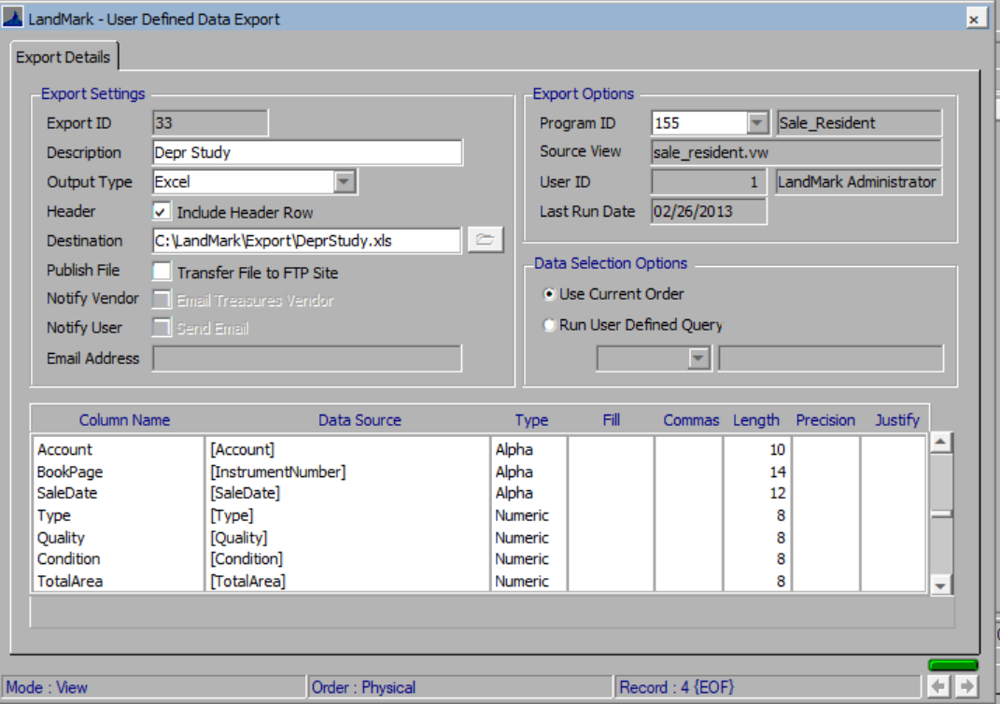 LandMark - User Defined Data Export
Export Details
Export Settings
Export ID 33
Description Depr Study
Output Type Excel
Header Include Header Row
Destination C:\LandMark\Export\DeprStudy.xls
Publish File Transfer File to FTP Site
Notify Vendor Email Treasures Vendor
Notify User Send Email
Email Address
Export Options
Program ID 155 Sale_Resident
Source View sale_resident.vw
User ID 1 LandMark Administrator
Last Run Date 02/26/2013
Data Selection Options
Use Current Order
Run User Defined Query
Column Name Data Source Type Fill Commas Length Precision Justify
Account [Account] Alpha 10
BookPage [InstrumentNumber] Alpha 14
SaleDate [SaleDate] Alpha 12
Type [Type] Numeric 8
Quality [Quality] Numeric 8
Condition [Condition] Numeric 8
TotalArea [TotalArea] Numeric 8
Mode : View Order : Physical Record : 4 {EOF}